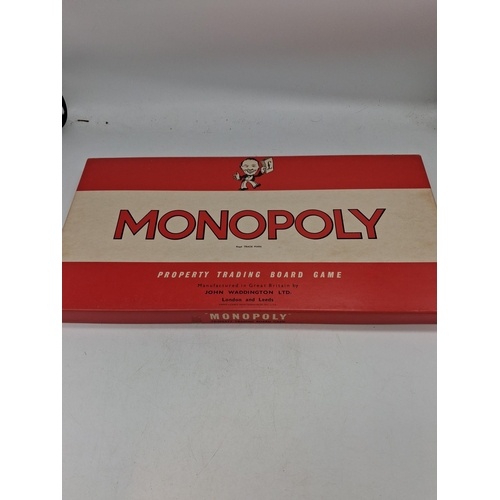 MONOPOLY
PROPERTY TRADING BOARD GAME
Manufactured in Great Britain by
JOHN WADDINGTON LTD.
London and Leeds
MONOPOLY